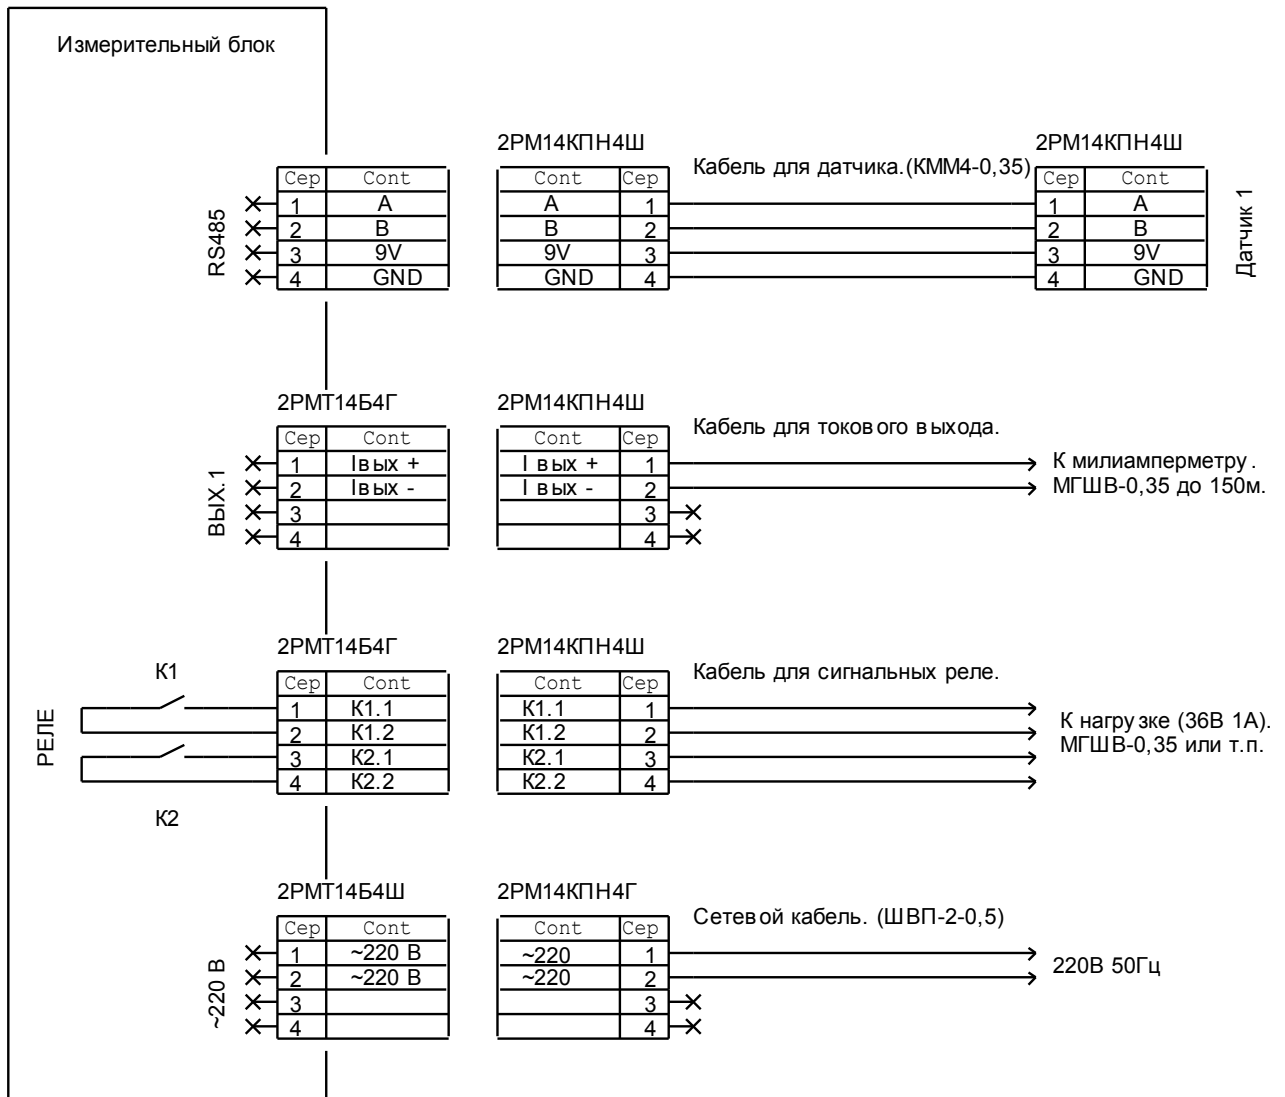 Измерительный блок
2РМ14КПН4Ш
2РМ14КПН4Ш
Кабель для датчика.(КММ4-0,35)
Сер Cont
Cont Сер
Сер Cont
1 A
A 1
1 A
2 B
B 2
2 B
3 9V
9V 3
3 9V
4 GND
GND 4
4 GND
RS485
Датчик 1
2РМТ14Б4Г
2РМ14КПН4Ш
Кабель для токового выхода.
Сер Cont
Cont Сер
1 Iвых +
I вых + 1
2 Iвых -
I вых - 2
3
3
4
4
ВЫХ.1
К милиамперметру.
МГШВ-0,35 до 150м.
2РМТ14Б4Г
2РМ14КПН4Ш
Кабель для сигнальных реле.
К1
Сер Cont
Cont Сер
1 К1.1
К1.1 1
2 К1.2
К1.2 2
3 К2.1
К2.1 3
4 К2.2
К2.2 4
РЕЛЕ
К2
К нагрузке (36В 1А).
МГШВ-0,35 или т.п.
2РМТ14Б4Ш
2РМ14КПН4Г
Сетевой кабель. (ШВП-2-0,5)
Сер Cont
Cont Сер
1 ~220 В
~220 1
2 ~220 В
~220 2
3
3
4
4
~220 В
220В 50Гц